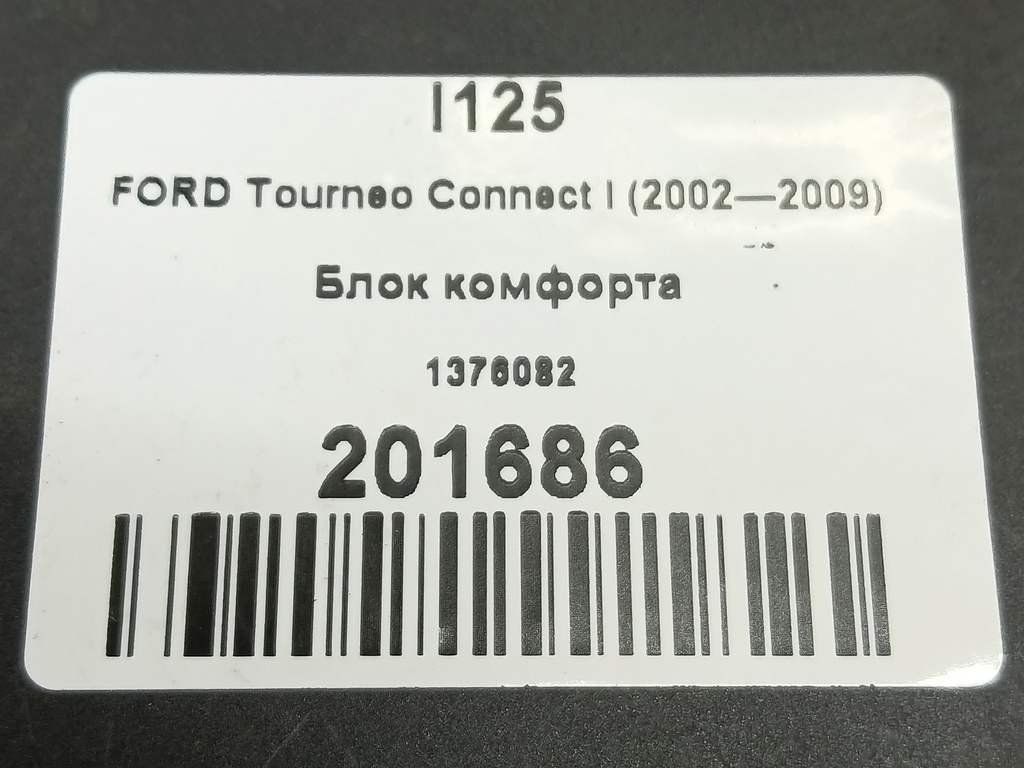 I125
FORD Tourneo Connect I (2002—2009)
Блок комфорта
1376082
201686